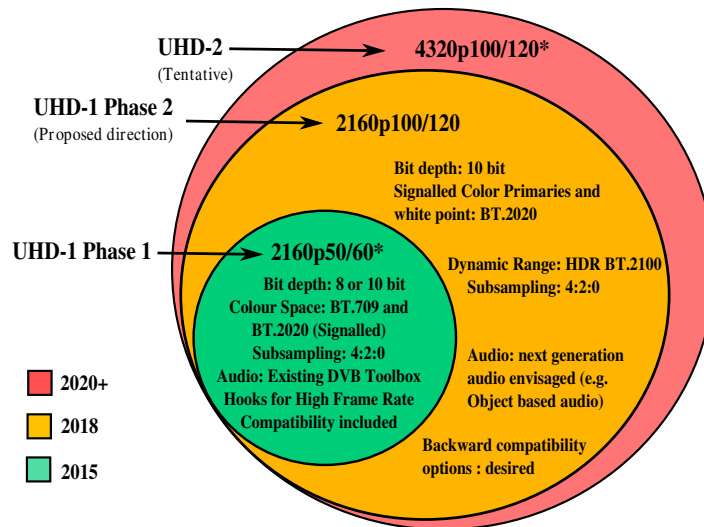 UHD-2
(Tentative)
4320p100/120*
UHD-1 Phase 2
(Proposed direction)
2160p100/120
Bit depth: 10 bit
Signalled Color Primaries and
white point: BT.2020
UHD-1 Phase 1
2160p50/60*
Dynamic Range: HDR BT.2100
Subsampling: 4:2:0
Bit depth: 8 or 10 bit
Colour Space: BT.709 and
BT.2020 (Signalled)
Subsampling: 4:2:0
Audio: Existing DVB Toolbox
Hooks for High Frame Rate
Compatibility included
Audio: next generation
audio envisaged (e.g.
Object based audio)
Backward compatibility
options : desired
2020+
2018
2015